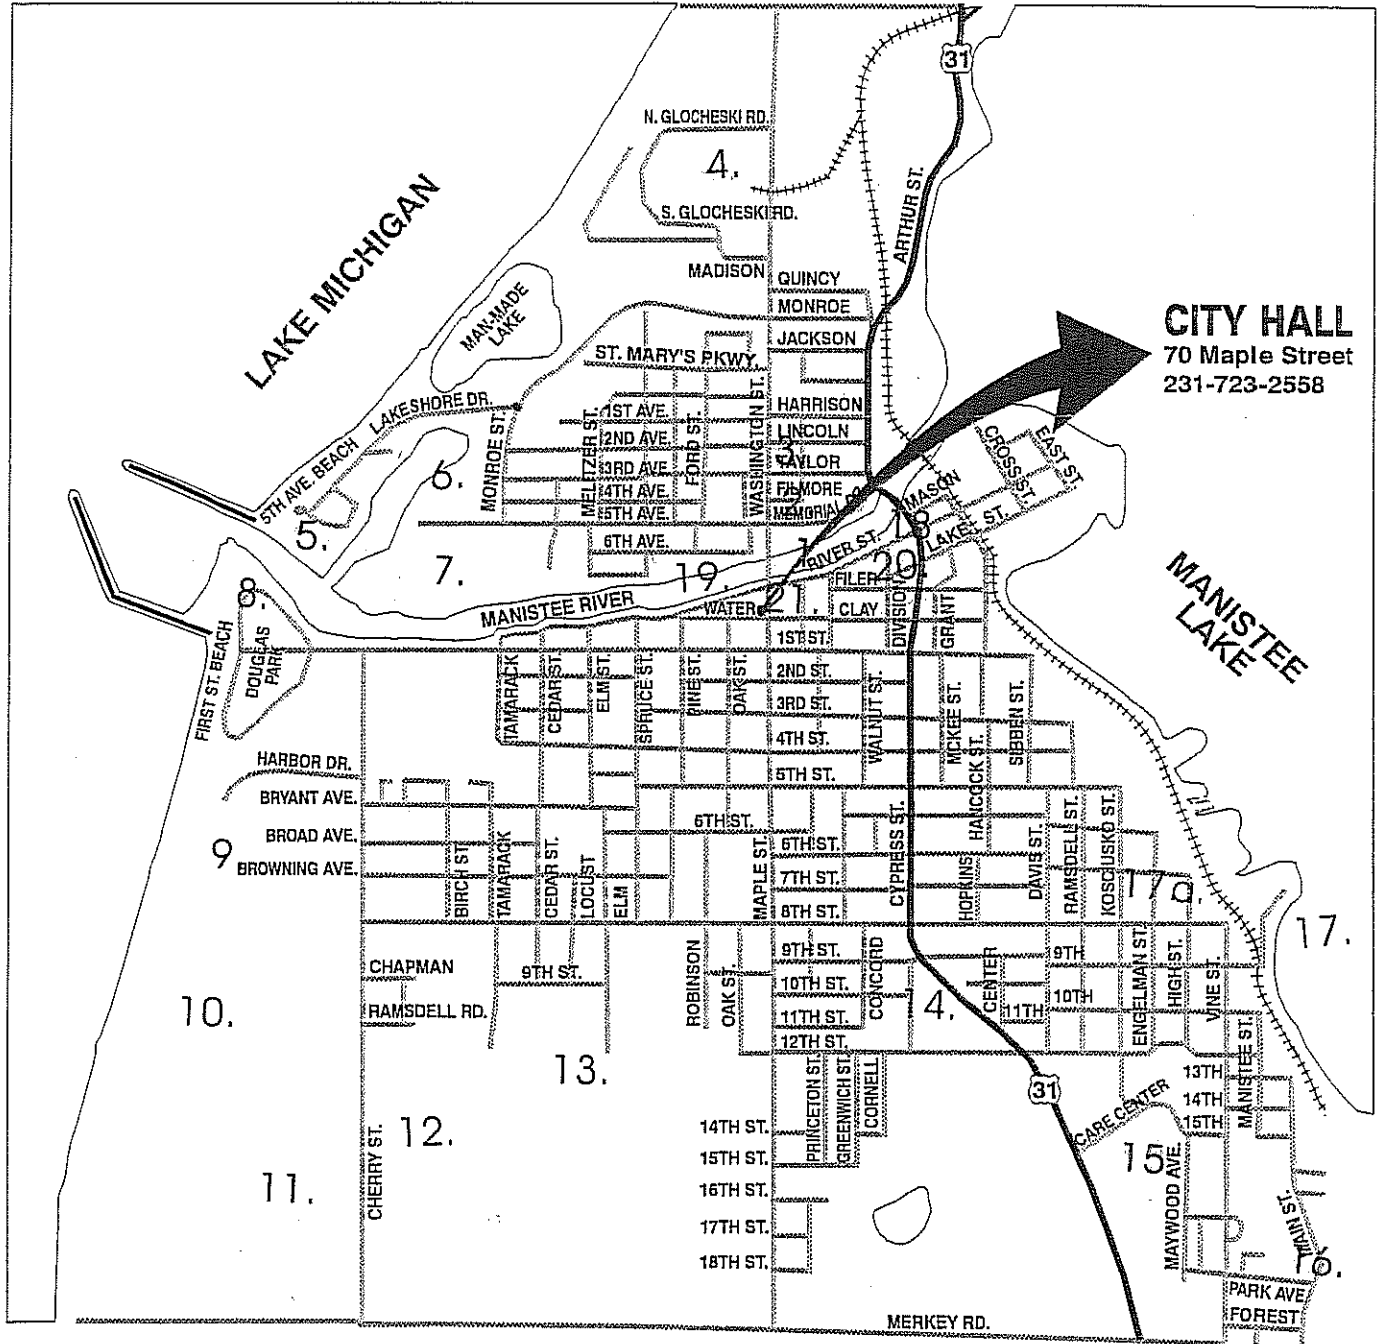 31
N. GLOCHESKI RD.
4.
S. GLOCHESKI RD.
ARTHUR ST.
LAKE MICHIGAN
MADISON
QUINCY
MONROE
MAN-MADE
LAKE
JACKSON
CITY HALL
70 Maple Street
231-723-2558
ST. MARY'S PKWY.
LAKESHORE DR.
5TH AVE. BEACH
MONROE ST.
MELITZER ST.
1ST AVE.
2ND AVE.
3RD AVE.
4TH AVE.
5TH AVE.
6TH AVE.
FORD ST.
WASHINGTON ST.
HARRISON
LINCOLN
3.
TAYLOR
FILMORE
2.
MEMORIAL DR.
CROSS ST.
EAST ST
MASON
18.
LAKE ST.
RIVER ST.
1.
5.
6.
7.
19.
20.
21.
8.
MANISTEE RIVER
WATER
FILER
CLAY
DIVISION
GRANT
MANISTEE
LAKE
FIRST ST. BEACH
DOUGLAS
PARK
1ST ST.
2ND ST.
3RD ST.
4TH ST.
5TH ST.
TAMARACK
CEDAR ST.
ELM ST.
SPRUCE ST.
PINE ST.
OAK ST.
WALNUT ST.
MCKEE ST.
HANCOCK ST.
SIBBEN ST.
HARBOR DR.
BRYANT AVE.
BROAD AVE.
9
BROWNING AVE.
BIRCH ST.
TAMARACK
CEDAR ST.
LOCUST
ELM
6TH ST.
MAPLE ST.
6TH ST.
7TH ST.
8TH ST.
CYPRESS ST.
HOPKINS
DAVIS ST.
RAMSDELL ST.
KOSCIUSKO ST.
17a.
17.
CHAPMAN
RAMSDELL RD.
9TH ST.
ROBINSON
OAK ST.
9TH ST.
10TH ST.
11TH ST.
12TH ST.
CONCORD
14.
CENTER
9TH
10TH
11TH
ENGELMAN ST.
HIGH ST.
VINE ST.
MANISTEE ST.
10.
13.
12.
11.
CHERRY ST.
PRINCETON ST.
GREENWICH ST.
CORNELL
31
CARE CENTER
13TH
14TH
15TH
15
MAYWOOD AVE.
MAIN ST.
16.
14TH ST.
15TH ST.
16TH ST.
17TH ST.
18TH ST.
PARK AVE
FOREST
MERKEY RD.